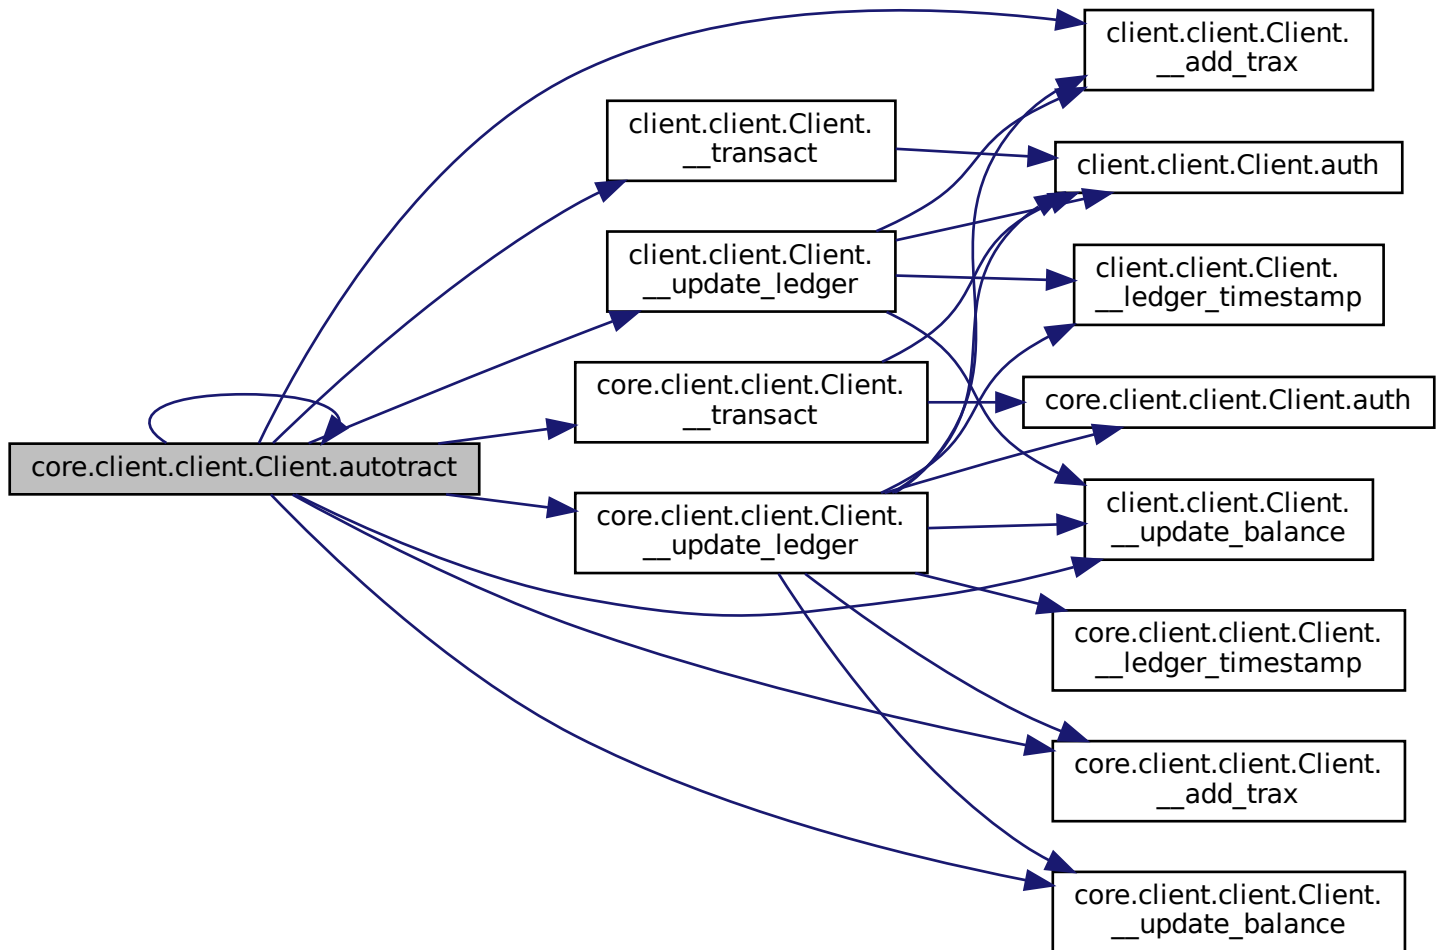 client.client.Client.
__add_trax
client.client.Client.
__transact
client.client.Client.auth
client.client.Client.
__update_ledger
client.client.Client.
__ledger_timestamp
core.client.client.Client.
__transact
core.client.client.Client.auth
core.client.client.Client.autotract
core.client.client.Client.
__update_ledger
client.client.Client.
__update_balance
core.client.client.Client.
__ledger_timestamp
core.client.client.Client.
__add_trax
core.client.client.Client.
__update_balance